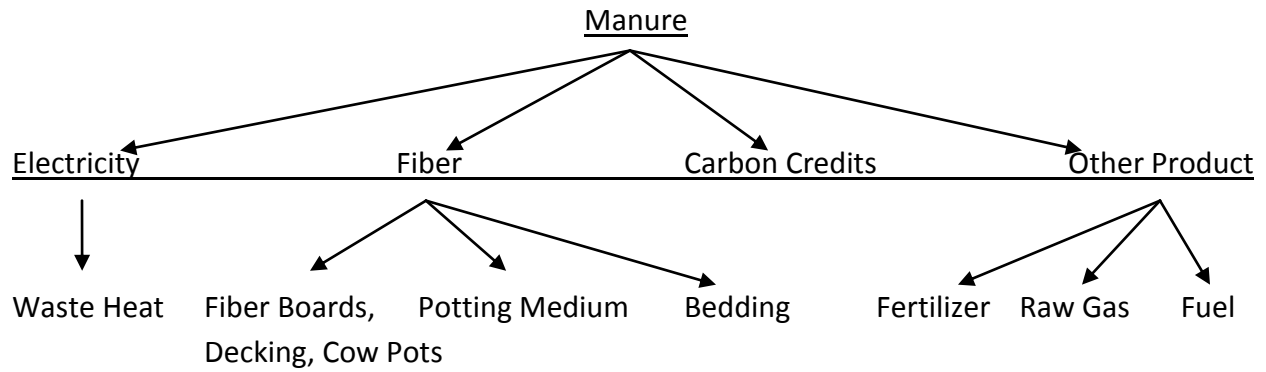 Manure
Electricity Fiber Carbon Credits Other Product
Waste Heat Fiber Boards, Potting Medium Bedding Fertilizer Raw Gas Fuel
Decking, Cow Pots